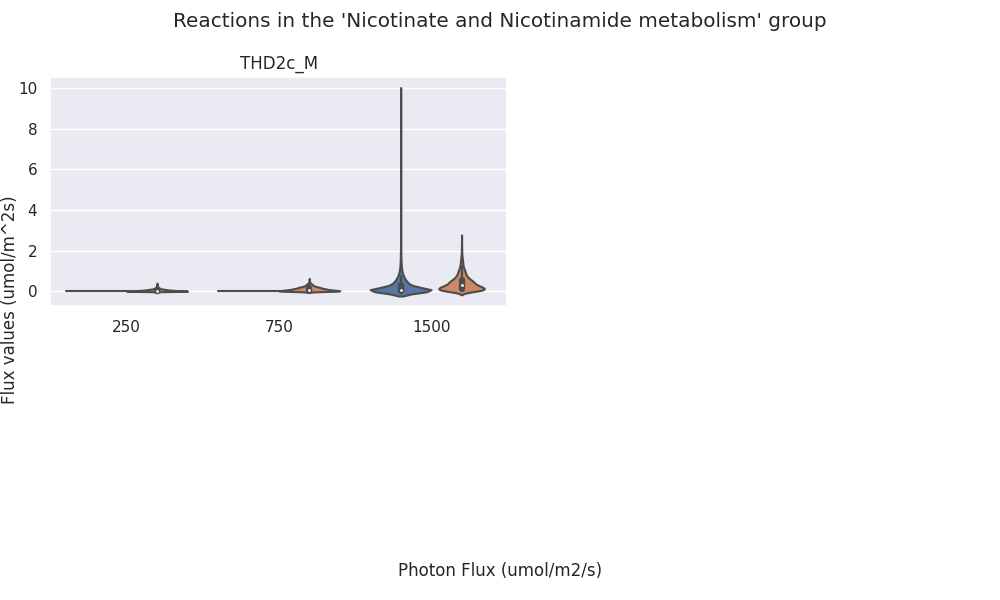 Reactions in the 'Nicotinate and Nicotinamide metabolism' group
THD2c_M
10
8
6
4
2
0
250 750 1500
Flux values (umol/m^2s)
Photon Flux (umol/m2/s)